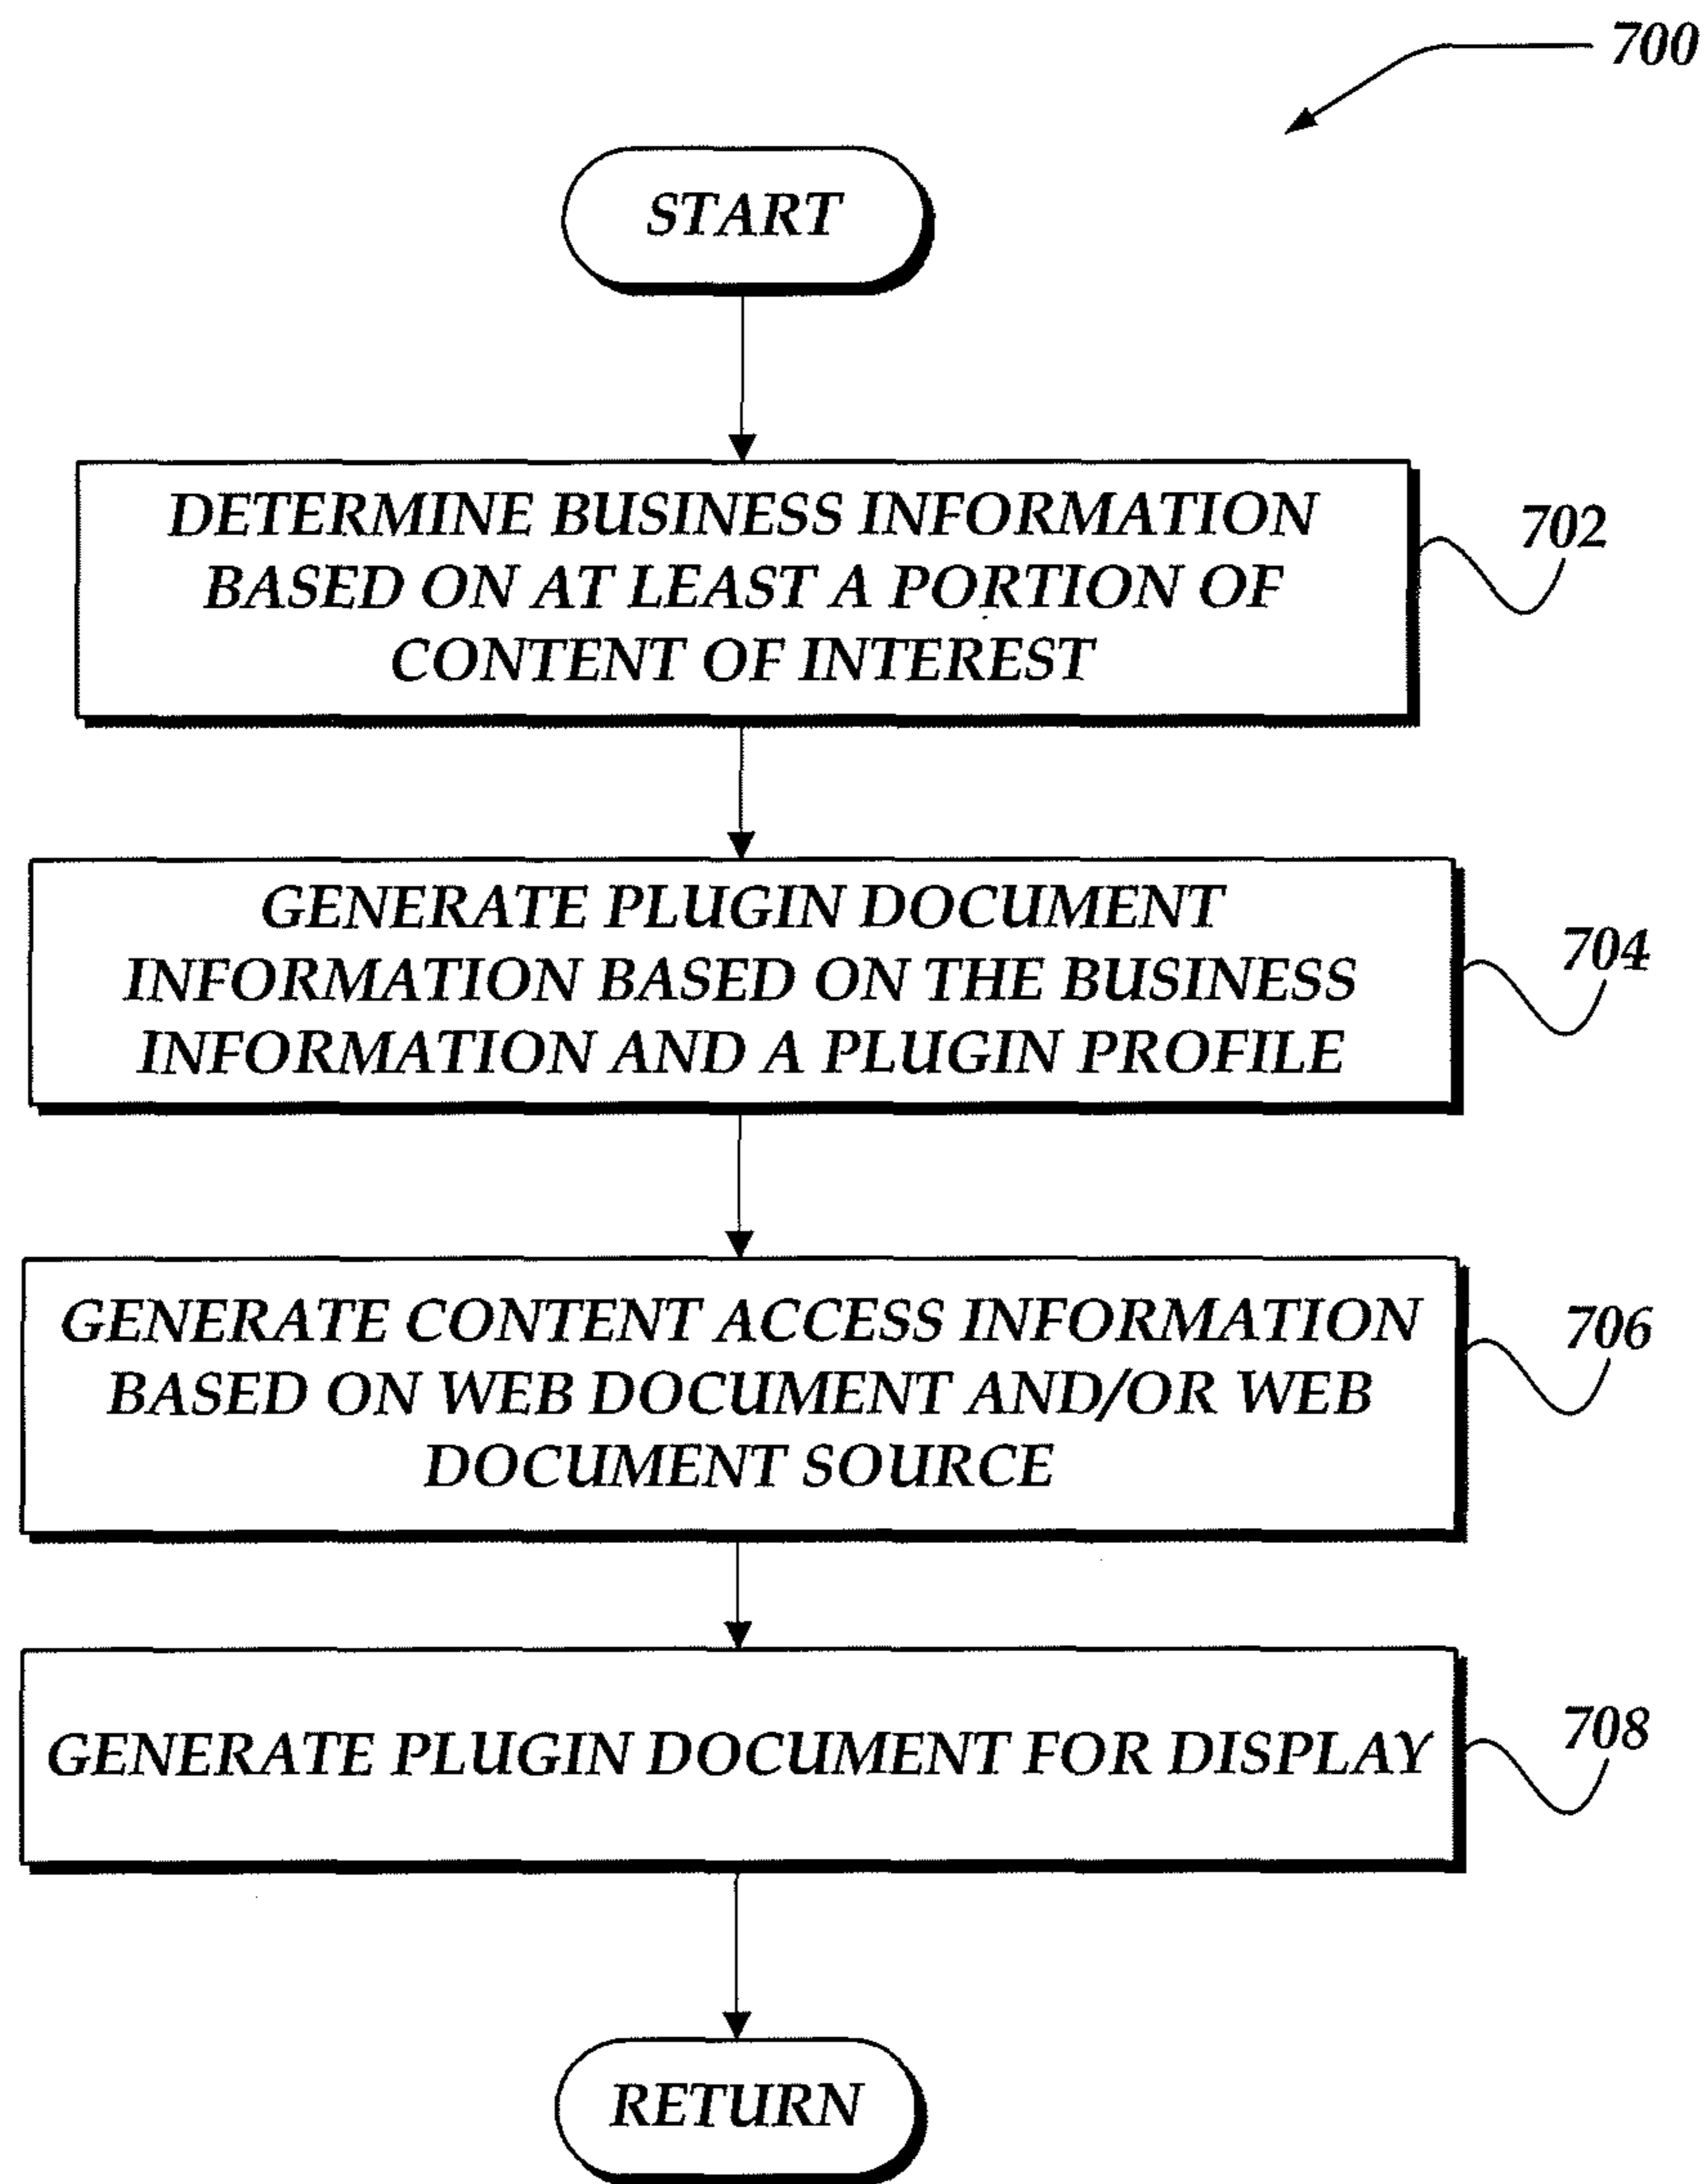 700
START
DETERMINE BUSINESS INFORMATION
BASED ON AT LEAST A PORTION OF
CONTENT OF INTEREST
702
GENERATE PLUGIN DOCUMENT
INFORMATION BASED ON THE BUSINESS
INFORMATION AND A PLUGIN PROFILE
704
GENERATE CONTENT ACCESS INFORMATION
BASED ON WEB DOCUMENT AND/OR WEB
DOCUMENT SOURCE
706
GENERATE PLUGIN DOCUMENT FOR DISPLAY
708
RETURN